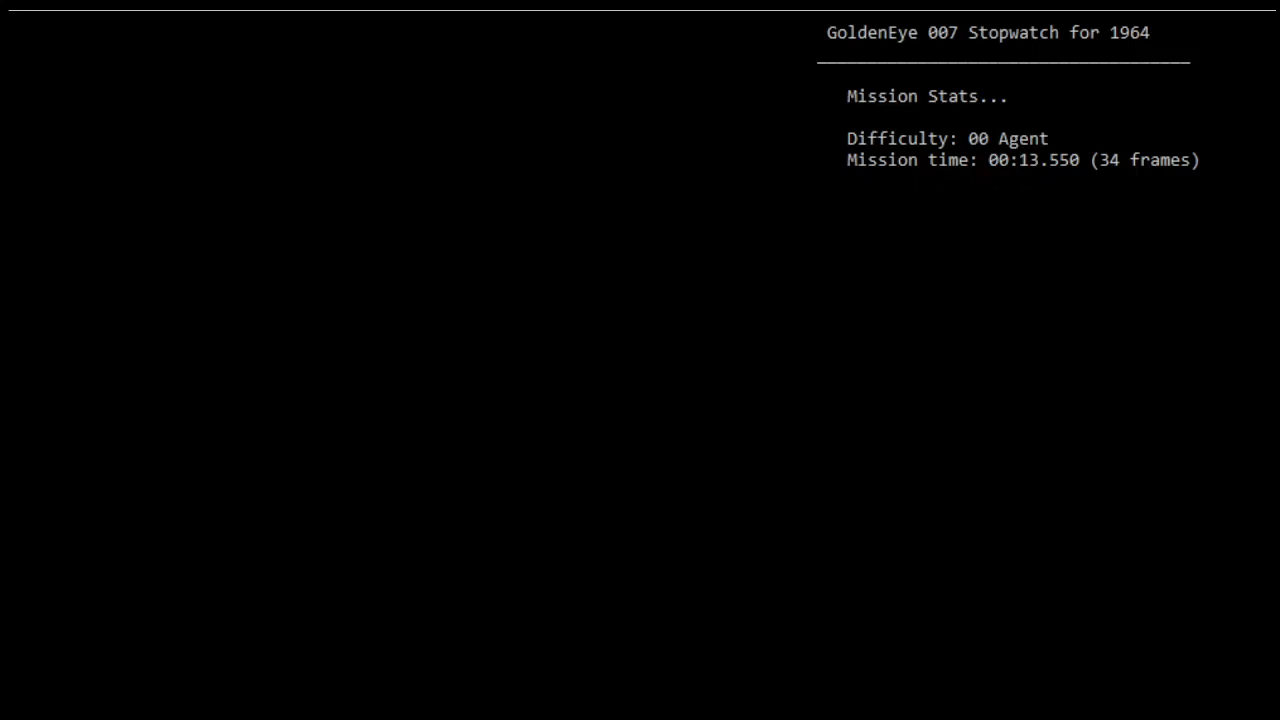 GoldenEye 007 Stopwatch for 1964
Mission Stats...
Difficulty: 00 Agent
Mission time: 00:13.550 (34 frames)